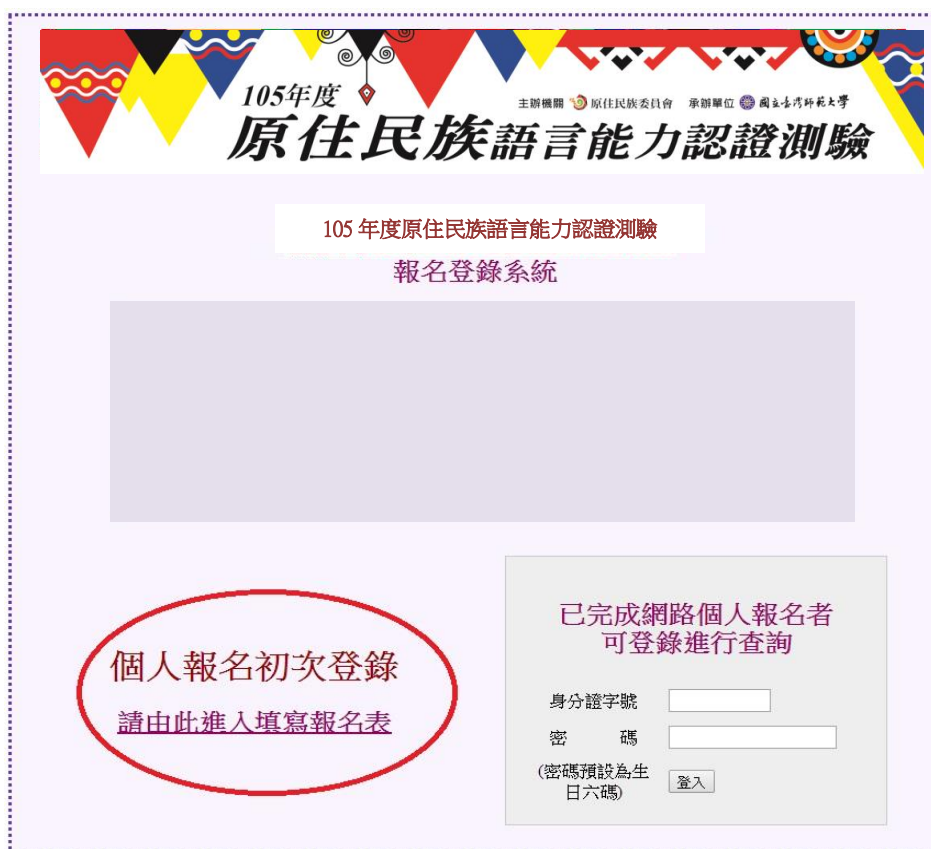 105年度
主辦機關 原住民族委員會 承辦單位 國立臺灣師範大學
原住民族語言能力認證測驗
105 年度原住民族語言能力認證測驗
報名登錄系統
個人報名初次登錄
請由此進入填寫報名表
已完成網路個人報名者
可登錄進行查詢
身分證字號
密 碼
(密碼預設為生
日六碼)
登入